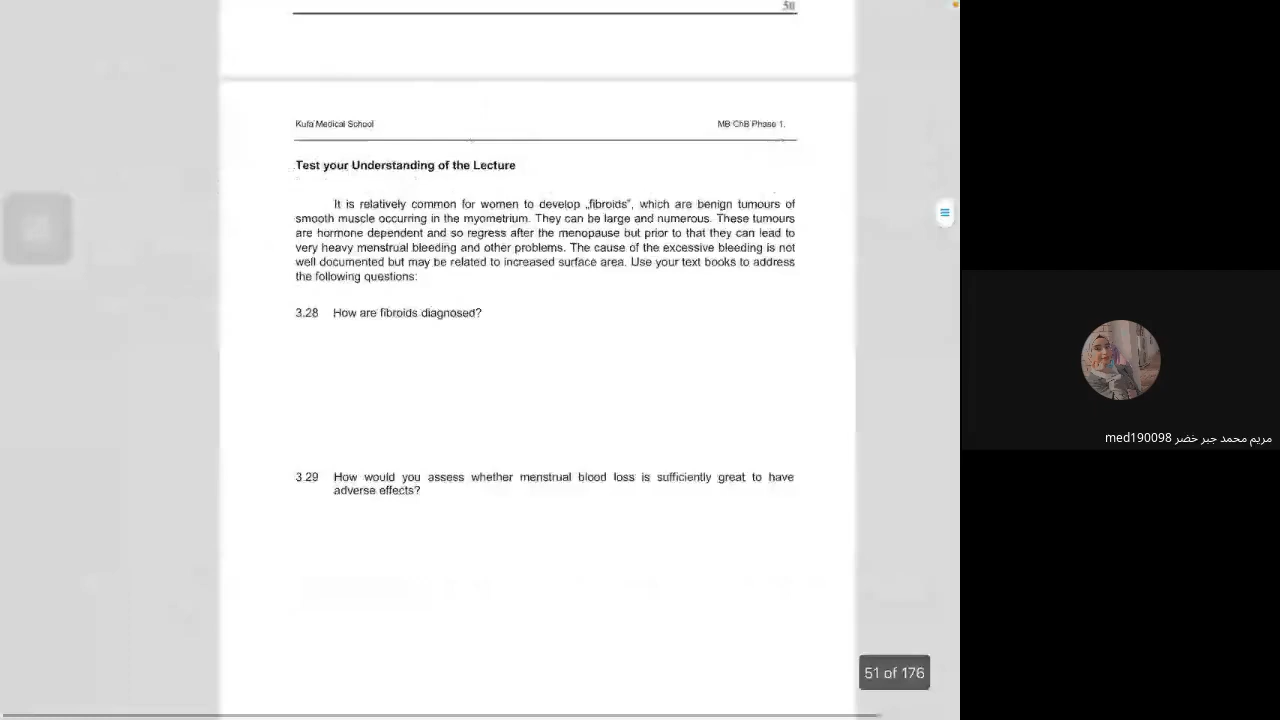 50
Kufa Medical School
MB ChB Phase 1.
Test your Understanding of the Lecture
It is relatively common for women to develop „fibroids", which are benign tumours of
smooth muscle occurring in the myometrium. They can be large and numerous. These tumours
are hormone dependent and so regress after the menopause but prior to that they can lead to
very heavy menstrual bleeding and other problems. The cause of the excessive bleeding is not
well documented but may be related to increased surface area. Use your text books to address
the following questions:
3.28 How are fibroids diagnosed?
3.29 How would you assess whether menstrual blood loss is sufficiently great to have
adverse effects?
51 of 176
مريم محمد جبر خضر med190098